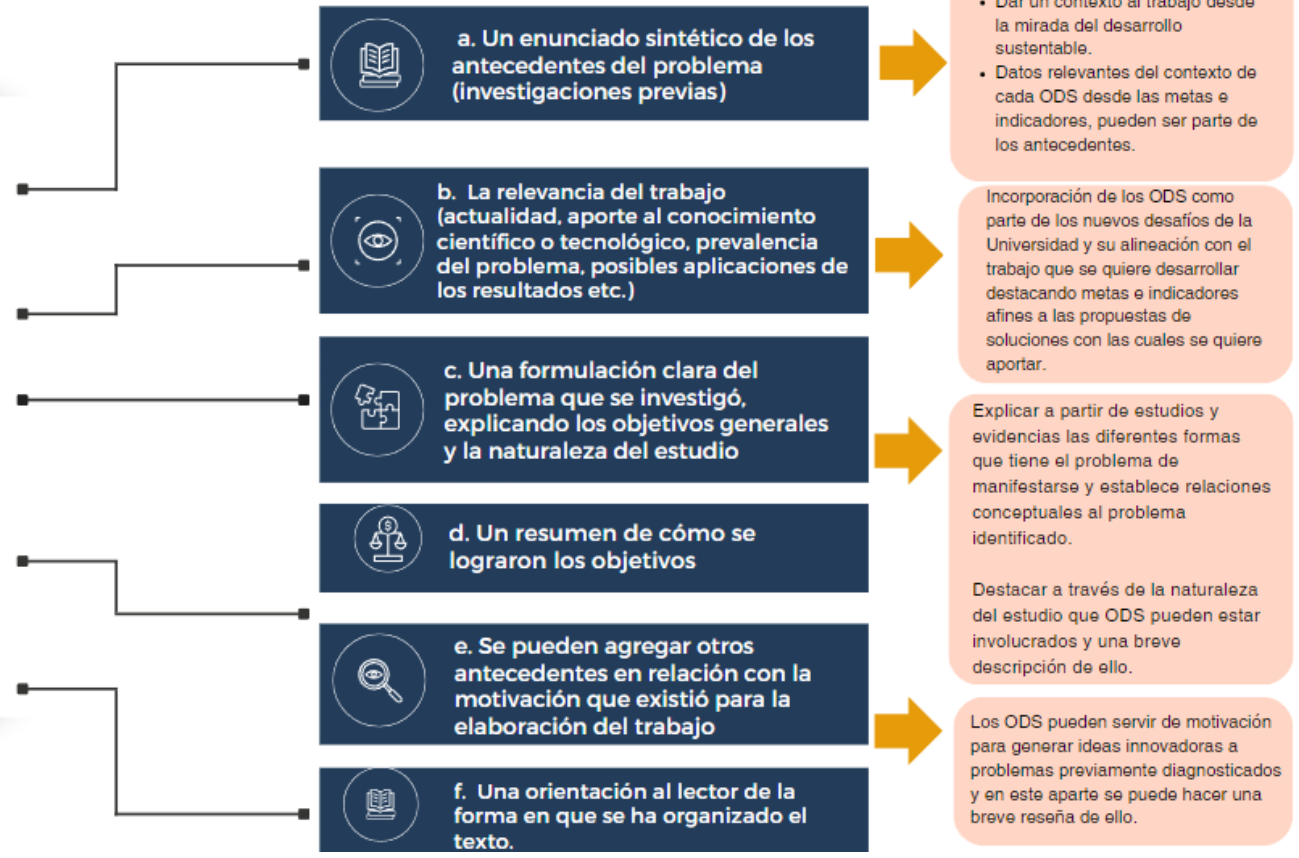 a. Un enunciado sintético de los
antecedentes del problema
(investigaciones previas)
• Dar un contexto al trabajo desde
la mirada del desarrollo
sustentable.
• Datos relevantes del contexto de
cada ODS desde las metas e
indicadores, pueden ser parte de
los antecedentes.
b. La relevancia del trabajo
(actualidad, aporte al conocimiento
científico o tecnológico, prevalencia
del problema, posibles aplicaciones de
los resultados etc.)
Incorporación de los ODS como
parte de los nuevos desafíos de la
Universidad y su alineación con el
trabajo que se quiere desarrollar
destacando metas e indicadores
afines a las propuestas de
soluciones con las cuales se quiere
aportar.
c. Una formulación clara del
problema que se investigó,
explicando los objetivos generales
y la naturaleza del estudio
d. Un resumen de cómo se
lograron los objetivos
Explicar a partir de estudios y
evidencias las diferentes formas
que tiene el problema de
manifestarse y establece relaciones
conceptuales al problema
identificado.
Destacar a través de la naturaleza
del estudio que ODS pueden estar
involucrados y una breve
descripción de ello.
e. Se pueden agregar otros
antecedentes en relación con la
motivación que existió para la
elaboración del trabajo
Los ODS pueden servir de motivación
para generar ideas innovadoras a
problemas previamente diagnosticados
y en este aparte se puede hacer una
breve reseña de ello.
f. Una orientación al lector de la
forma en que se ha organizado el
texto.